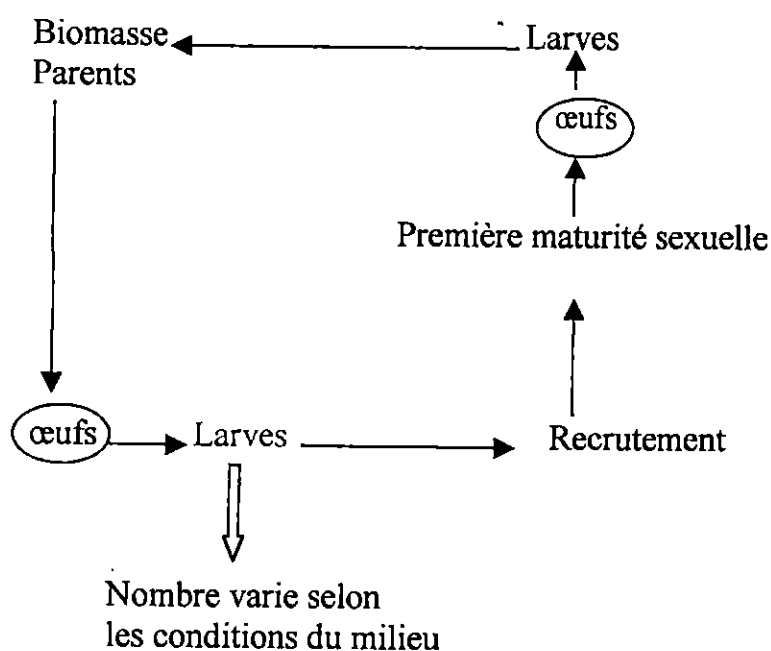 Biomasse
Parents
Larves
œufs
Première maturité sexuelle
œufs
Larves
Recrutement
Nombre varie selon
les conditions du milieu